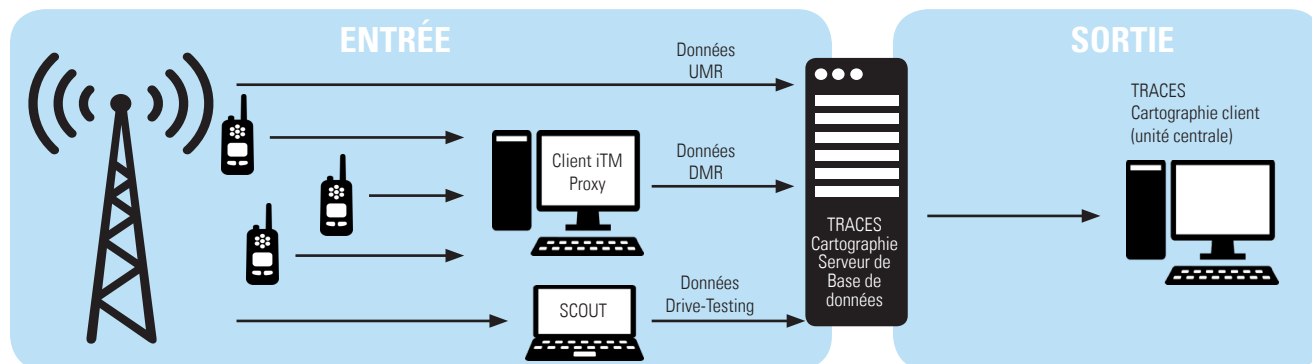 ENTRÉE
SORTIE
Données
UMR
TRACES
Cartographie client
(unité centrale)
Client iTM
Proxy
Données
DMR
TRACES
Cartographie
Serveur de
Base de
données
SCOUT
Données
Drive-Testing